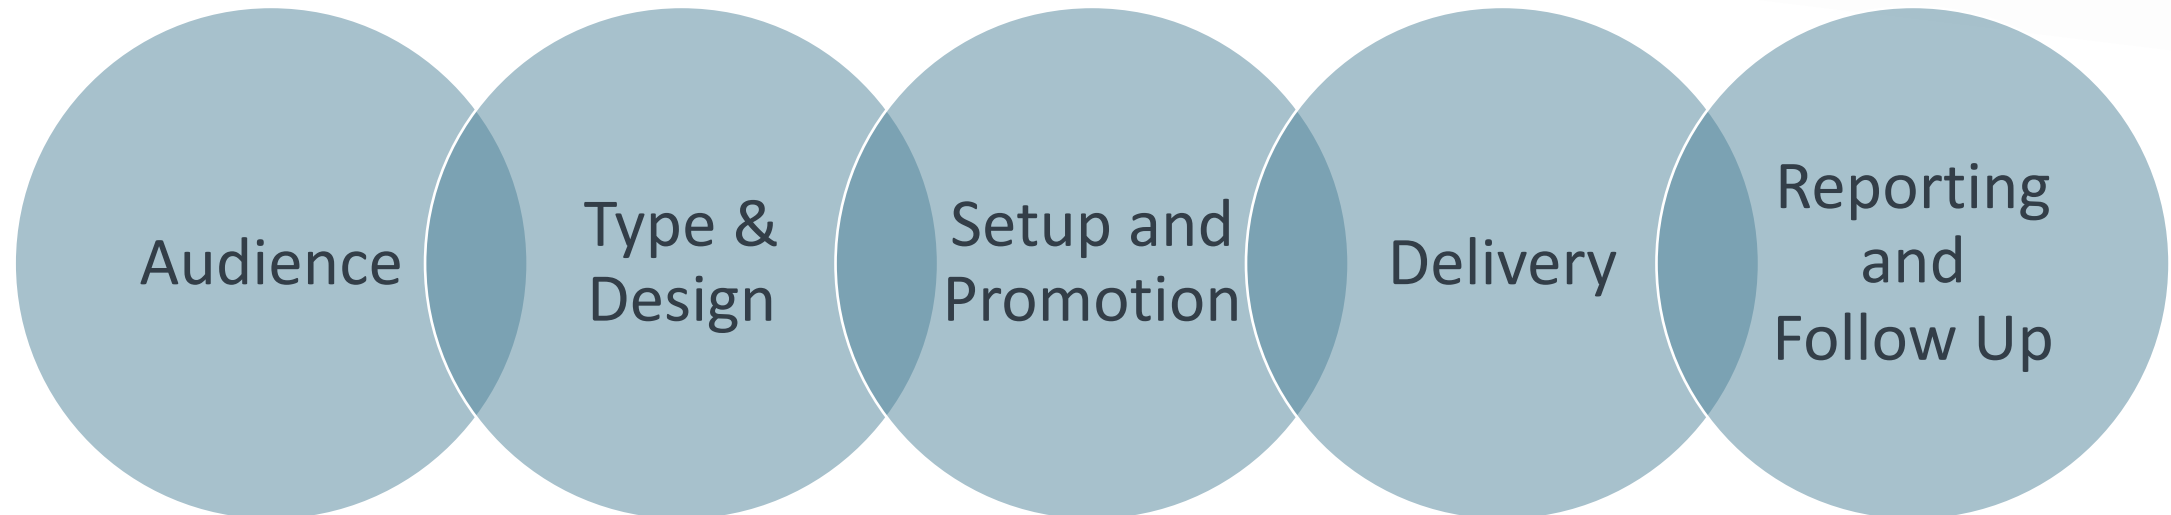 Audience
Type &
Design
Setup and
Promotion
Delivery
Reporting
and
Follow Up